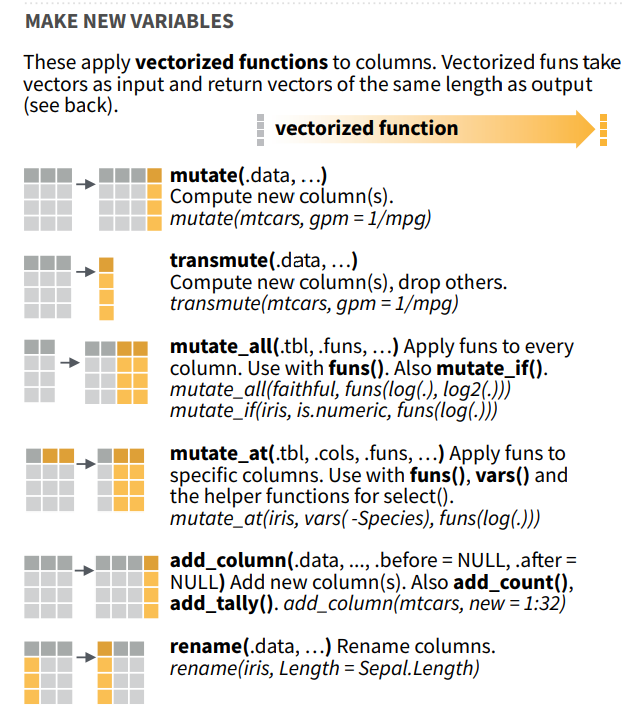 MAKE NEW VARIABLES
These apply vectorized functions to columns. Vectorized funs take
vectors as input and return vectors of the same length as output
(see back).
vectorized function
mutate(.data, …)
Compute new column(s).
mutate(mtcars, gpm = 1/mpg)
transmute(.data, …)
Compute new column(s), drop others.
transmute(mtcars, gpm = 1/mpg)
mutate_all(.tbl, .funs, …) Apply funs to every
column. Use with funs(). Also mutate_if().
mutate_all(faithful, funs(log(.), log2(.)))
mutate_if(iris, is.numeric, funs(log(.)))
mutate_at(.tbl, .cols, .funs, …) Apply funs to
specific columns. Use with funs(), vars() and
the helper functions for select().
mutate_at(iris, vars( -Species), funs(log(.)))
add_column(.data, ..., .before = NULL, .after =
NULL) Add new column(s). Also add_count(),
add_tally(). add_column(mtcars, new = 1:32)
rename(.data, …) Rename columns.
rename(iris, Length = Sepal.Length)